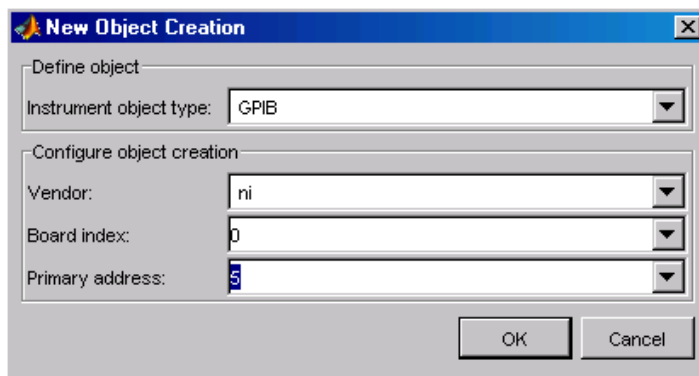 New Object Creation
Define object
Instrument object type: GPIB
Configure object creation
Vendor: ni
Board index: 0
Primary address: 5
OK Cancel